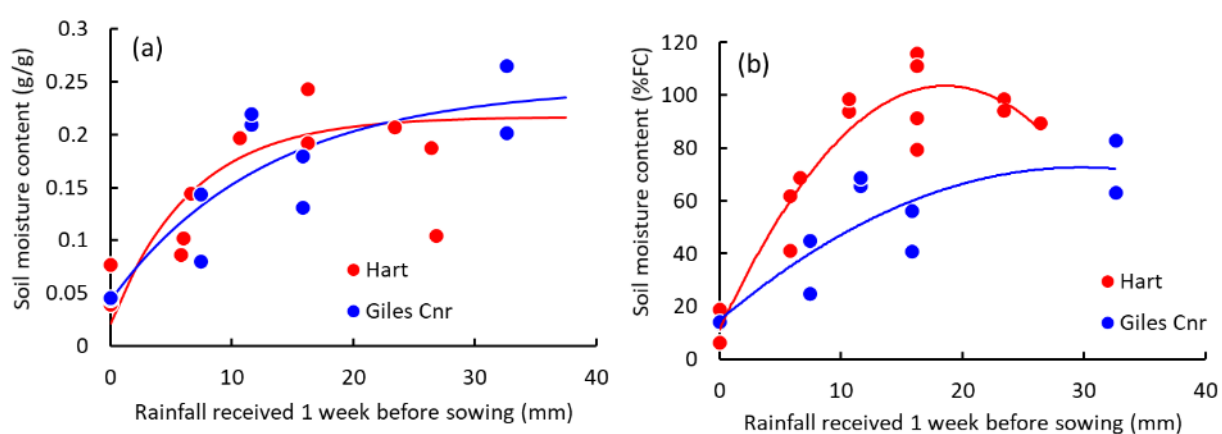 (a)
Soil moisture content (g/g)
0.3
0.25
0.2
0.15
0.1
0.05
0
0 10 20 30 40
Hart
Giles Cnr
Rainfall received 1 week before sowing (mm)
(b)
Soil moisture content (%FC)
120
100
80
60
40
20
0
0 10 20 30 40
Hart
Giles Cnr
Rainfall received 1 week before sowing (mm)